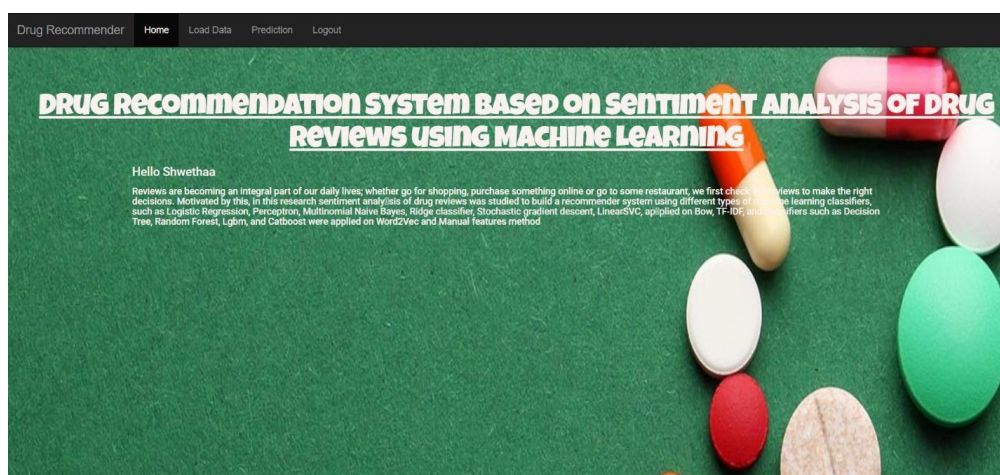 Drug Recommender Home Load Data Prediction Logout
DRUG RECOMMENDATION SYSTEM BASED ON SENTIMENT ANALYSIS OF DRUG
REVIEWS USING MACHINE LEARNING
Hello Shwethaa
Reviews are becoming an integral part of our daily lives; whether go for shopping, purchase something online or go to some restaurant, we first check views to make the right
decisions. Motivated by this, in this research sentiment analy▯sis of drug reviews was studied to build a recommender system using different types of learning classifiers,
such as Logistic Regression, Perceptron, Multinomial Naive Bayes, Ridge classifier, Stochastic gradient descent, LinearSVC, ap▯plied on Bow, TF-IDF, and classifiers such as Decision
Tree, Random Forest, Lgbm, and Catboost were applied on Word2Vec and Manual features method